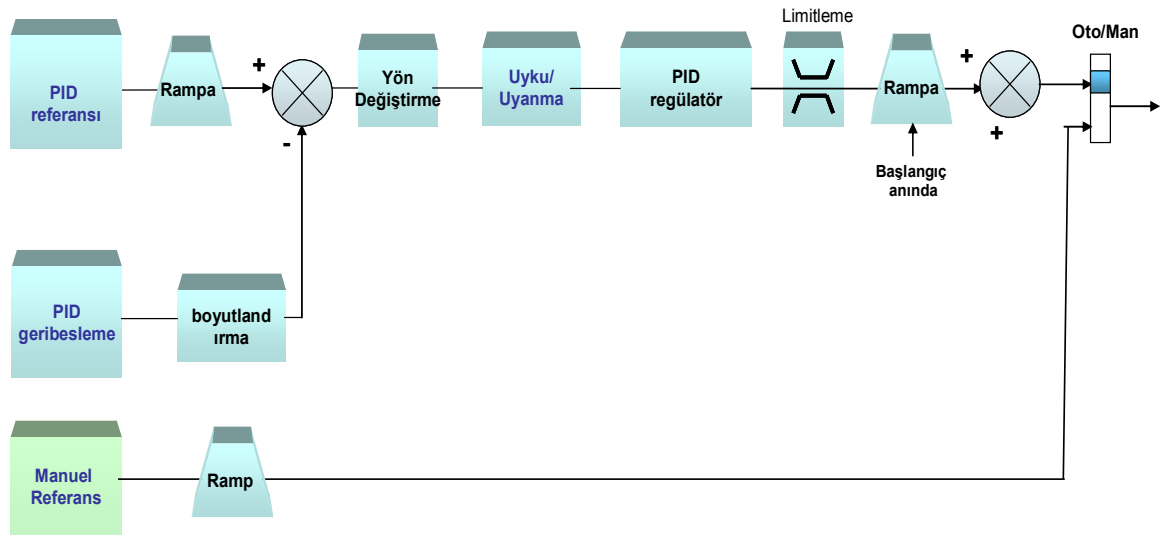 Limitleme
Oto/Man
PID
referansı
Rampa
+
-
Yön
Değiştirme
Uyku/
Uyanma
PID
regülatör
Rampa
Başlangıç
anında
+
+
PID
geribesleme
boyutland
ırma
Manuel
Referans
Ramp